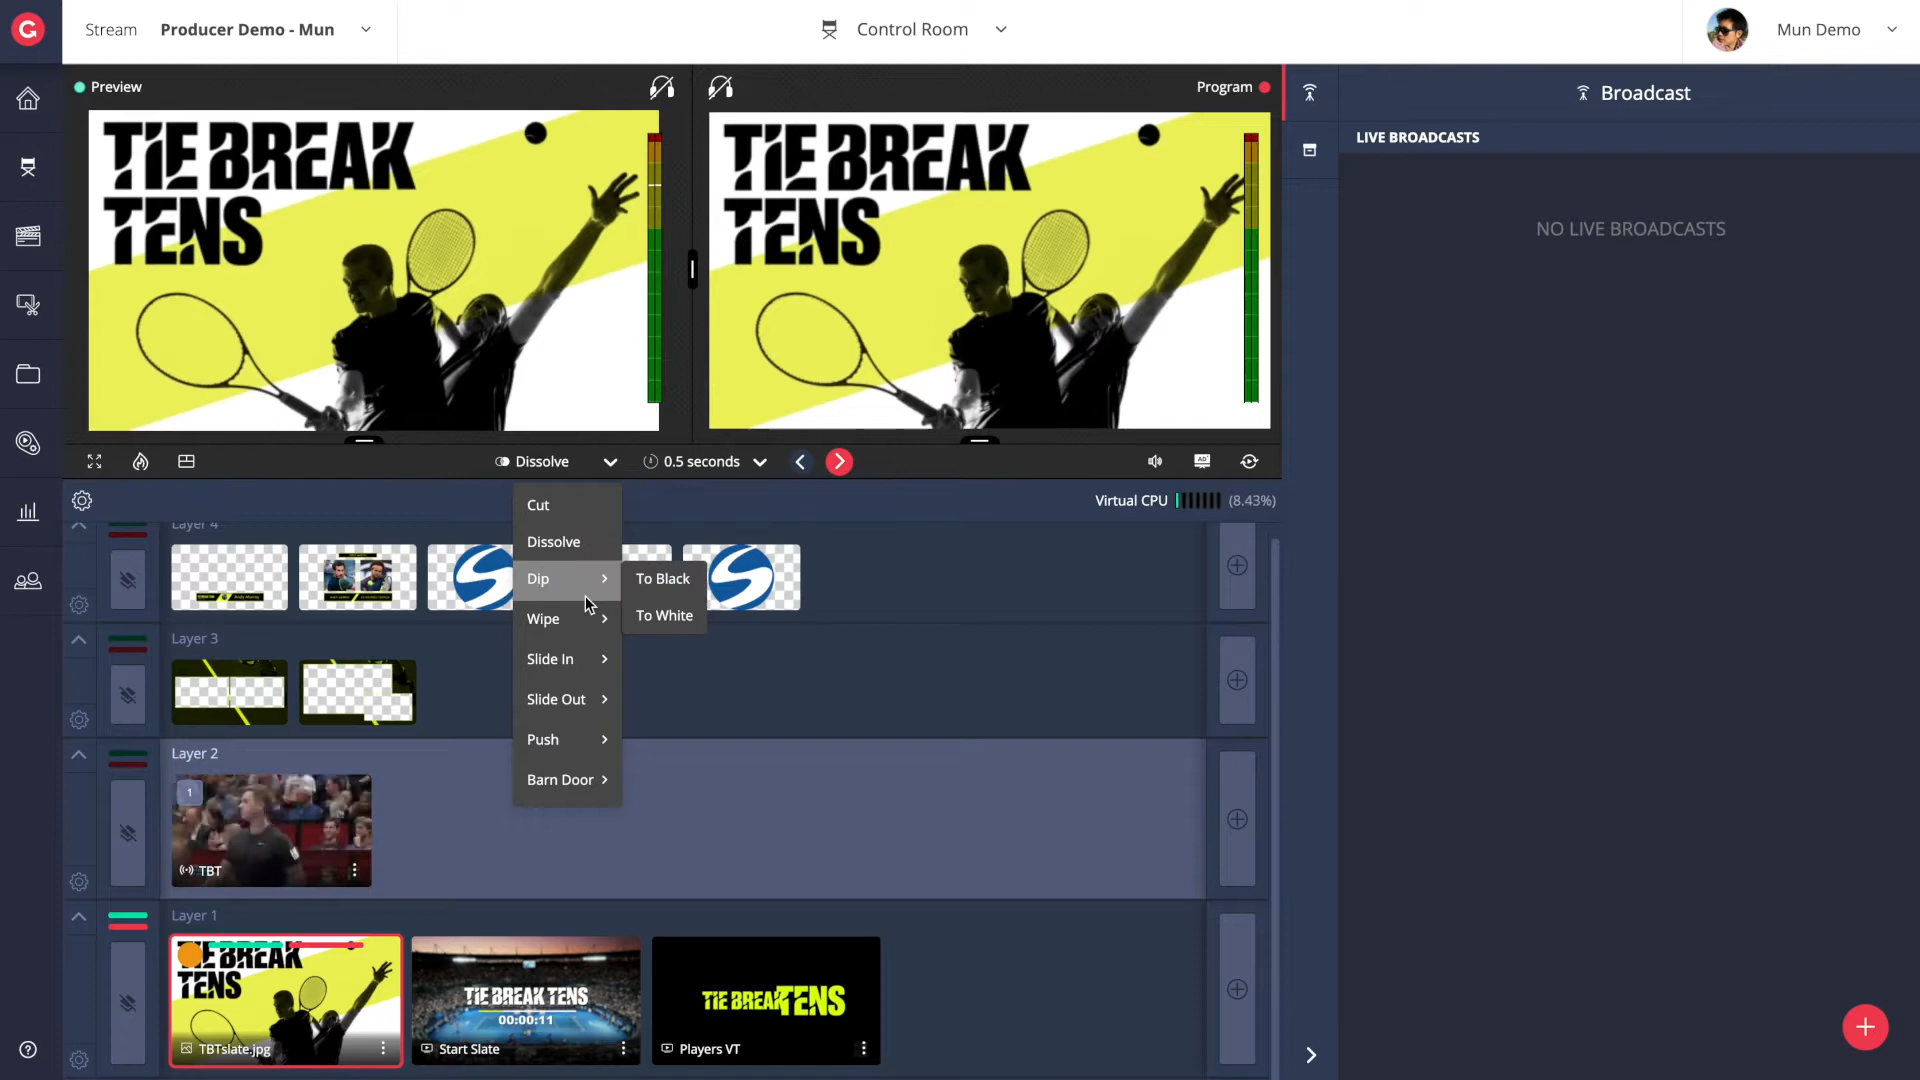 G
Stream Producer Demo - Mun
Control Room
Mun Demo
Preview
Program
TIE BREAK
TENS
TIE BREAK
TENS
Broadcast
LIVE BROADCASTS
NO LIVE BROADCASTS
Dissolve
0.5 seconds
AD
Virtual CPU (8.43%)
Cut
Dissolve
Dip
To Black
To White
Wipe
Slide In
Slide Out
Push
Barn Door
Layer 4
Layer 3
Layer 2
1
TBT
Layer 1
TIE BREAK
TENS
TBTslate.jpg
TIE BREAK TENS
00:00:11
Start Slate
TIE BREAK TENS
Players VT